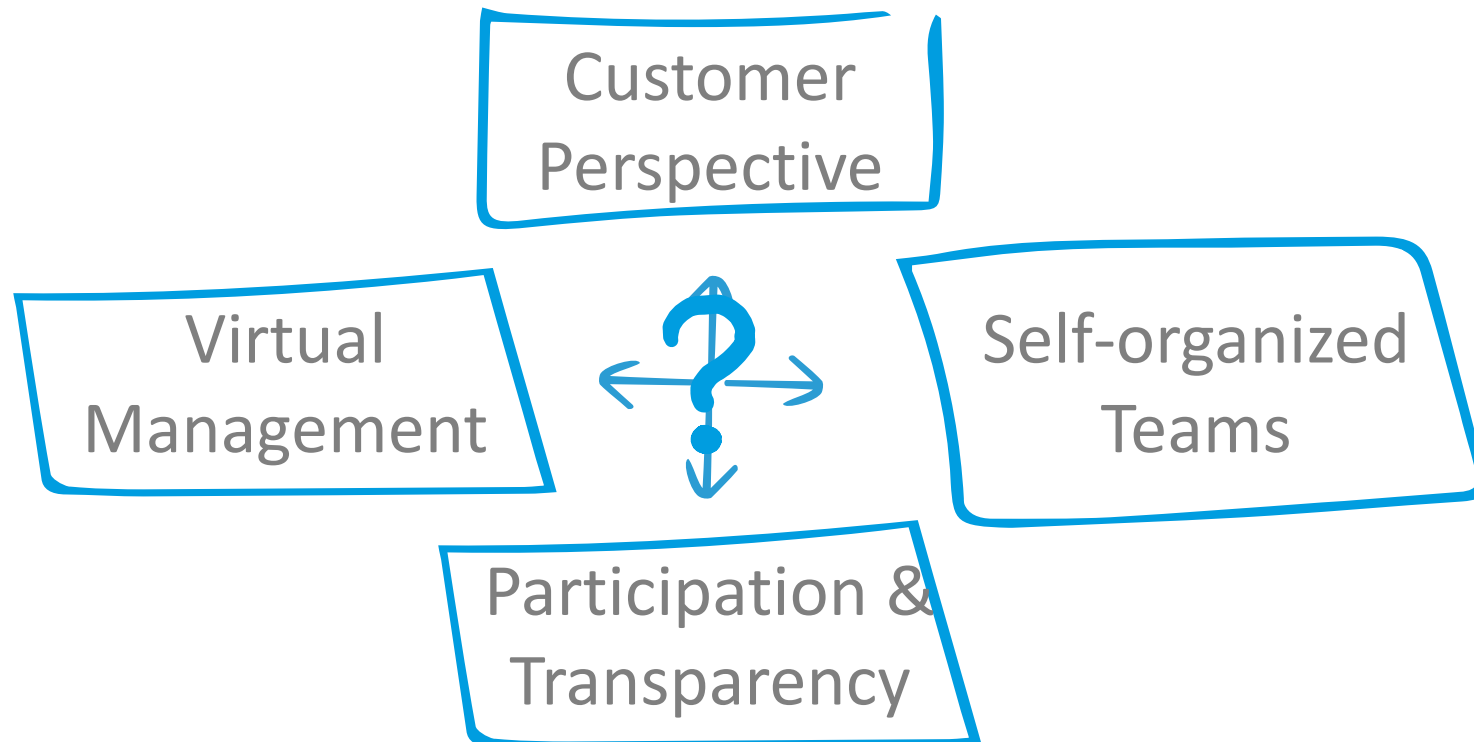 Customer
Perspective
Virtual
Management
?
Self-organized
Teams
Participation &
Transparency